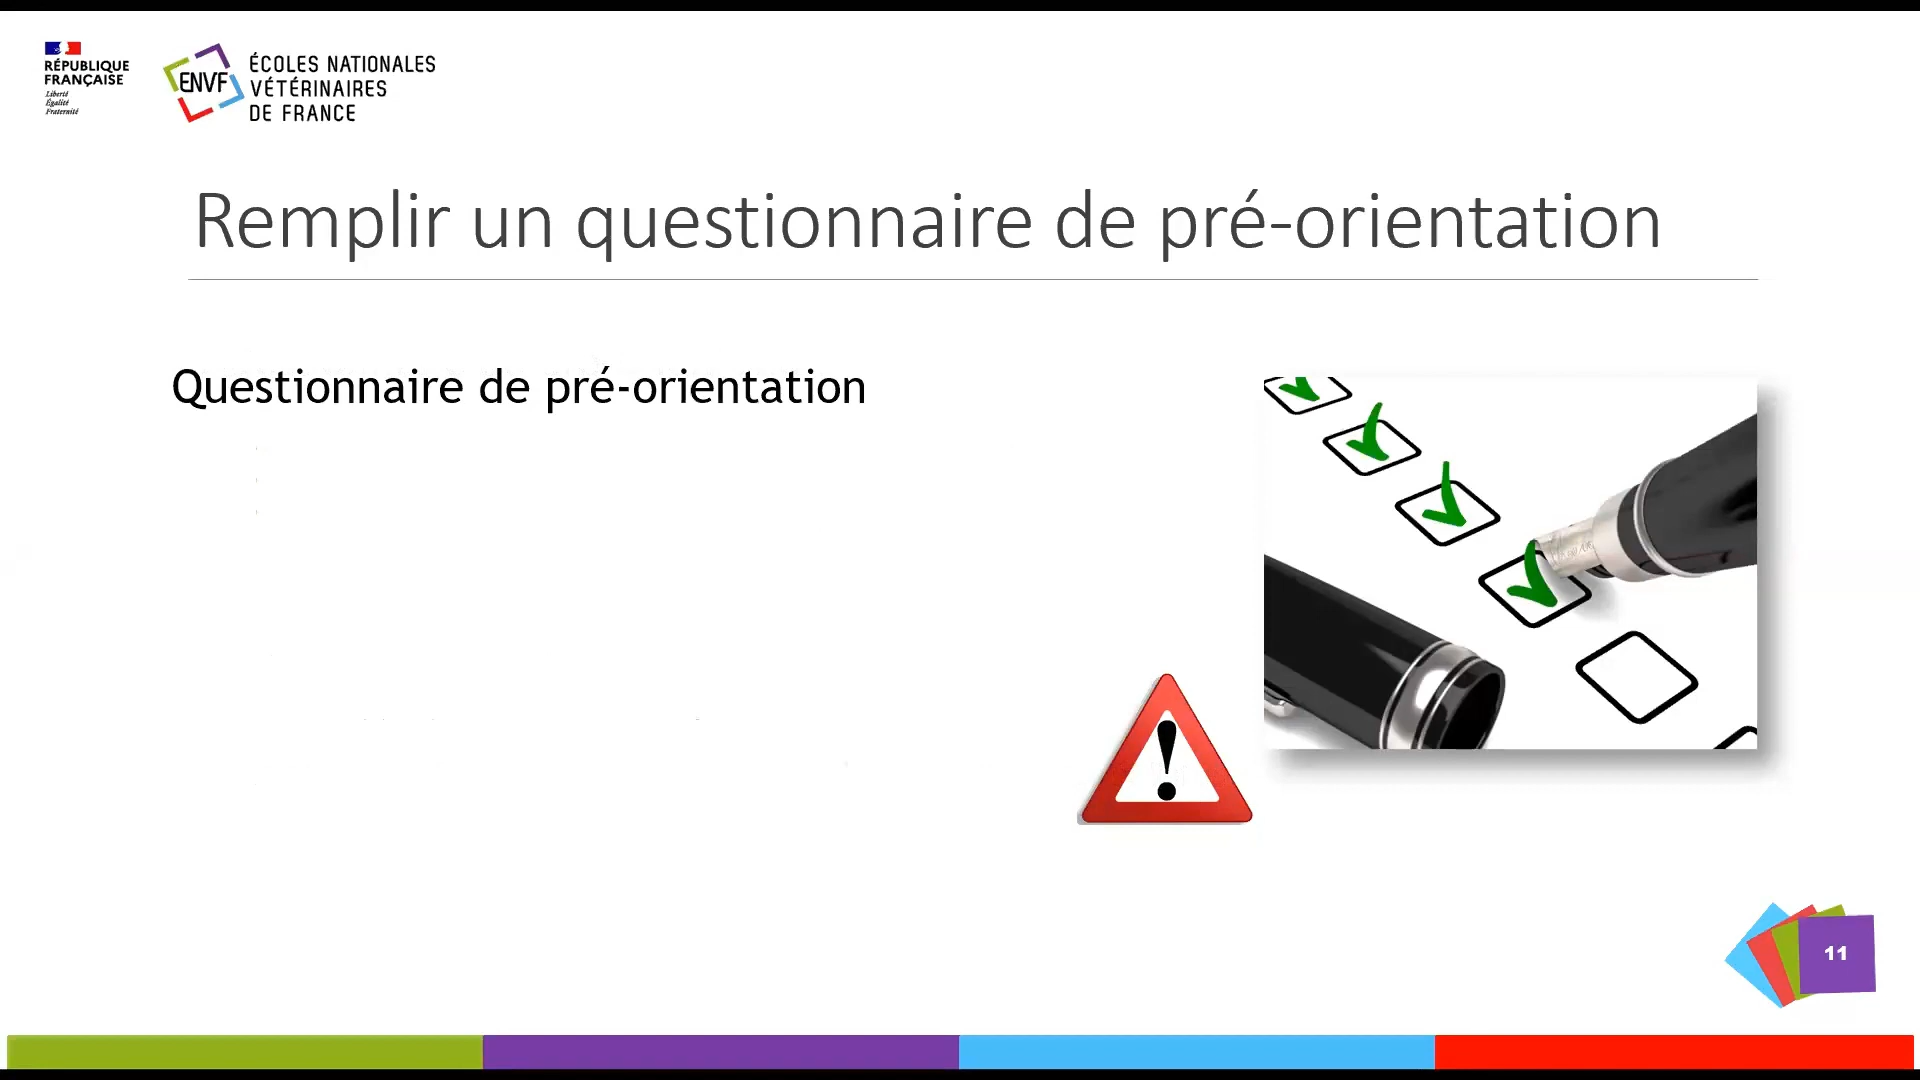 RÉPUBLIQUE
FRANÇAISE
Liberté
Égalité
Fraternité
ENVF
ÉCOLES NATIONALES
VÉTÉRINAIRES
DE FRANCE
Remplir un questionnaire de pré-orientation
Questionnaire de pré-orientation
11